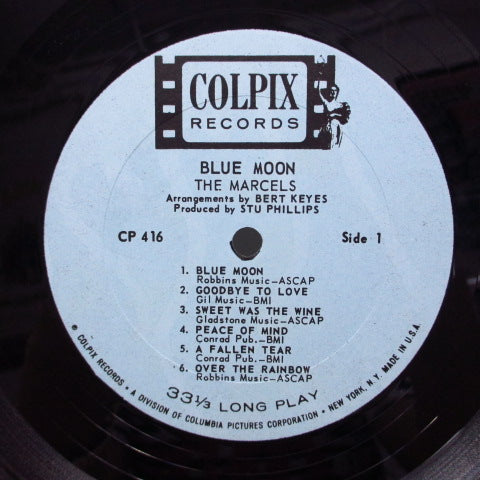 COLPIX
RECORDS
BLUE MOON
THE MARCELS
Arrangements by BERT KEYES
Produced by STU PHILLIPS
CP 416 Side 1
1. BLUE MOON
Robbins Music—ASCAP
2. GOODBYE TO LOVE
Gil Music—BMI
3. SWEET WAS THE WINE
Gladstone Music—ASCAP
4. PEACE OF MIND
Conrad Pub.—BMI
5. A FALLEN TEAR
Conrad Pub.—BMI
6. OVER THE RAINBOW
Robbins Music—ASCAP
33⅓ LONG PLAY
© COLPIX RECORDS • A DIVISION OF COLUMBIA PICTURES CORPORATION • NEW YORK, N.Y. MADE IN U.S.A.